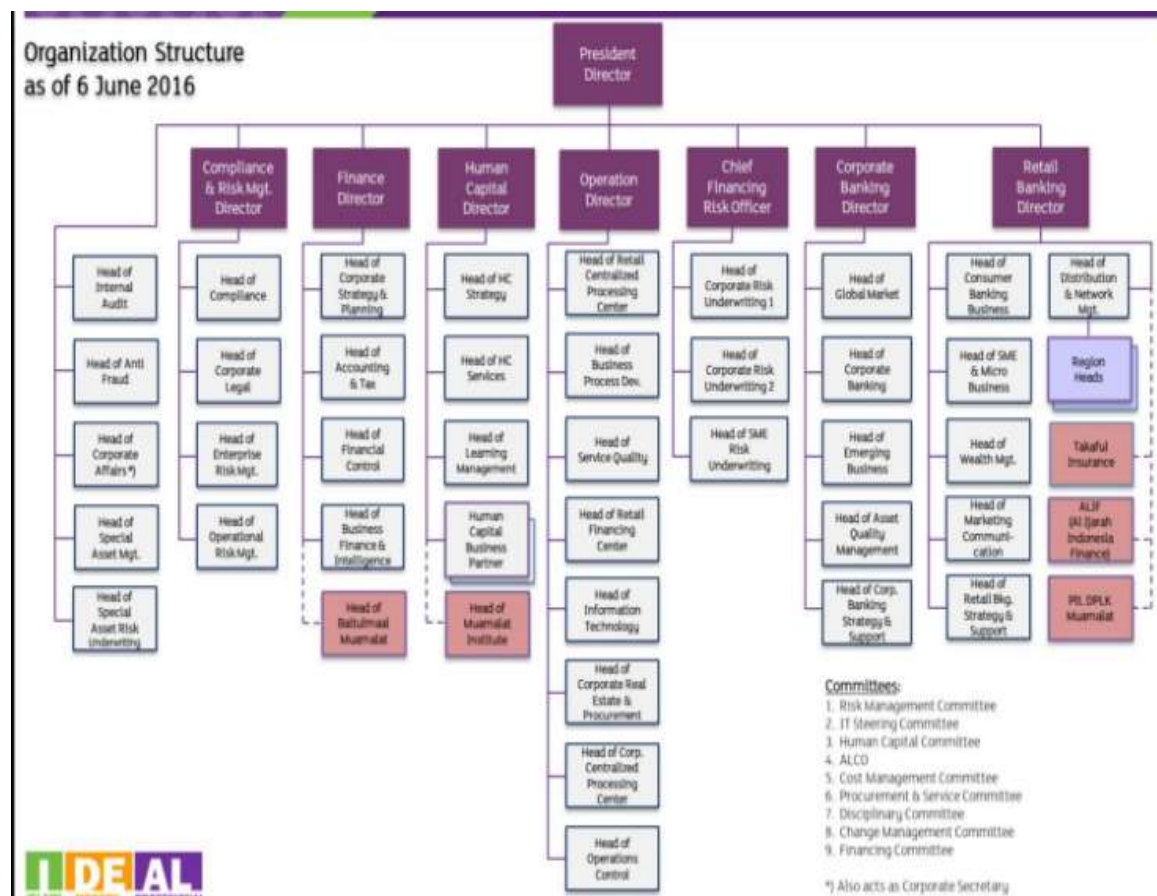 Organization Structure
as of 6 June 2016
President
Director
Compliance
& Risk Mgt.
Director
Finance
Director
Human
Capital
Director
Operation
Director
Chief
Financing
Risk Officer
Corporate
Banking
Director
Retail
Banking
Director
Head of
Internal
Audit
Head of Anti
Fraud
Head of
Corporate
Affairs *)
Head of
Special
Asset Mgt.
Head of
Special
Asset Risk
Underwriting
Head of
Compliance
Head of
Corporate
Legal
Head of
Enterprise
Risk Mgt.
Head of
Operational
Risk Mgt.
Head of
Corporate
Strategy &
Planning
Head of
Accounting
& Tax
Head of
Financial
Control
Head of
Business
Finance &
Intelligence
Head of
Baitulmaal
Muamalat
Head of HC
Strategy
Head of HC
Services
Head of
Learning
Management
Human
Capital
Business
Partner
Head of
Muamalat
Institute
Head of Retail
Centralized
Processing
Center
Head of
Business
Process Dev.
Head of
Service Quality
Head of Retail
Financing
Center
Head of
Information
Technology
Head of
Corporate Real
Estate &
Procurement
Head of Corp.
Centralized
Processing
Center
Head of
Operations
Control
Head of
Corporate Risk
Underwriting 1
Head of
Corporate Risk
Underwriting 2
Head of SME
Risk
Underwriting
Head of
Global Market
Head of
Corporate
Banking
Head of
Emerging
Business
Head of Asset
Quality
Management
Head of Corp.
Banking
Strategy &
Support
Head of
Consumer
Banking
Business
Head of SME
& Micro
Business
Head of
Wealth Mgt.
Head of
Marketing
Communi-
cation
Head of
Retail Bkg.
Strategy &
Support
Head of
Distribution
& Network
Mgt.
Region
Heads
Takaful
Insurance
ALIF
(Al Ijarah
Indonesia
Finance)
DPLK
Muamalat
Committees:
1. Risk Management Committee
2. IT Steering Committee
3. Human Capital Committee
4. ALCO
5. Cost Management Committee
6. Procurement & Service Committee
7. Disciplinary Committee
8. Change Management Committee
9. Financing Committee
*) Also acts as Corporate Secretary
IDEAL